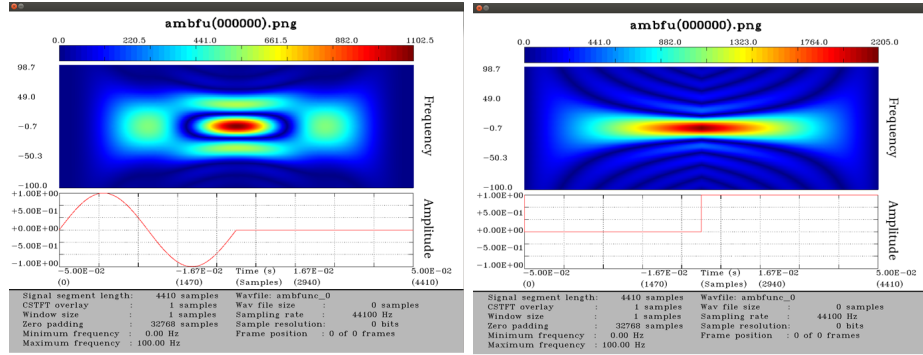 ambfu(000000).png
0.0 220.5 441.0 661.5 882.0 1102.5
98.7
49.0
-0.7
-50.3
-100.0
Frequency
+1.00E+00
+5.00E-01
+0.00E+00
-5.00E-01
-1.00E+00
Amplitude
-5.00E-02 -1.67E-02 Time (s) 1.67E-02 5.00E-02
(0) (1470) (Samples) (2940) (4410)
Signal segment length: 4410 samples Wavfile: ambfunc_0
CSTFT overlay : 1 samples Wav file size : 0 samples
Window size : 1 samples Sampling rate : 44100 Hz
Zero padding : 32768 samples Sample resolution: 0 bits
Minimum frequency : 0.00 Hz Frame position : 0 of 0 frames
Maximum frequency : 100.00 Hz
ambfu(000000).png
0.0 441.0 882.0 1323.0 1764.0 2205.0
98.7
49.0
-0.7
-50.3
-100.0
Frequency
+1.00E+00
+5.00E-01
+0.00E+00
-5.00E-01
-1.00E+00
Amplitude
-5.00E-02 -1.67E-02 Time (s) 1.67E-02 5.00E-02
(0) (1470) (Samples) (2940) (4410)
Signal segment length: 4410 samples Wavfile: ambfunc_0
CSTFT overlay : 1 samples Wav file size : 0 samples
Window size : 1 samples Sampling rate : 44100 Hz
Zero padding : 32768 samples Sample resolution: 0 bits
Minimum frequency : 0.00 Hz Frame position : 0 of 0 frames
Maximum frequency : 100.00 Hz